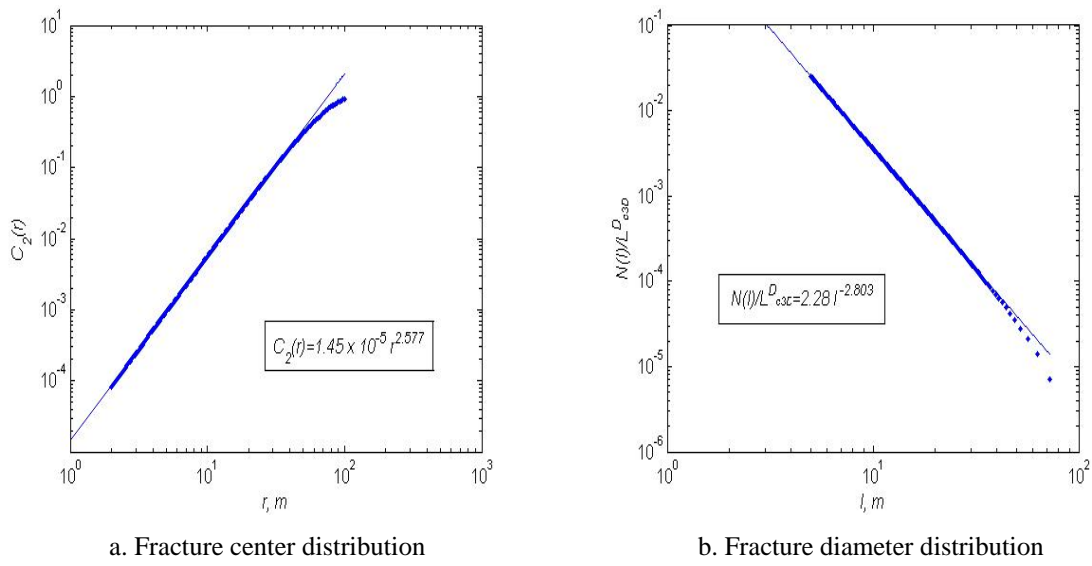 10^1
10^0
10^-1
10^-2
10^-3
10^-4
C_2(r)
C_2(r)=1.45 x 10^-5 r^2.577
10^0
10^1
10^2
10^3
r, m
a. Fracture center distribution
10^-1
10^-2
10^-3
10^-4
10^-5
10^-6
N(l)/L^D_c3D
N(l)/L^D_c3D=2.28 l^-2.803
10^0
10^1
10^2
l, m
b. Fracture diameter distribution